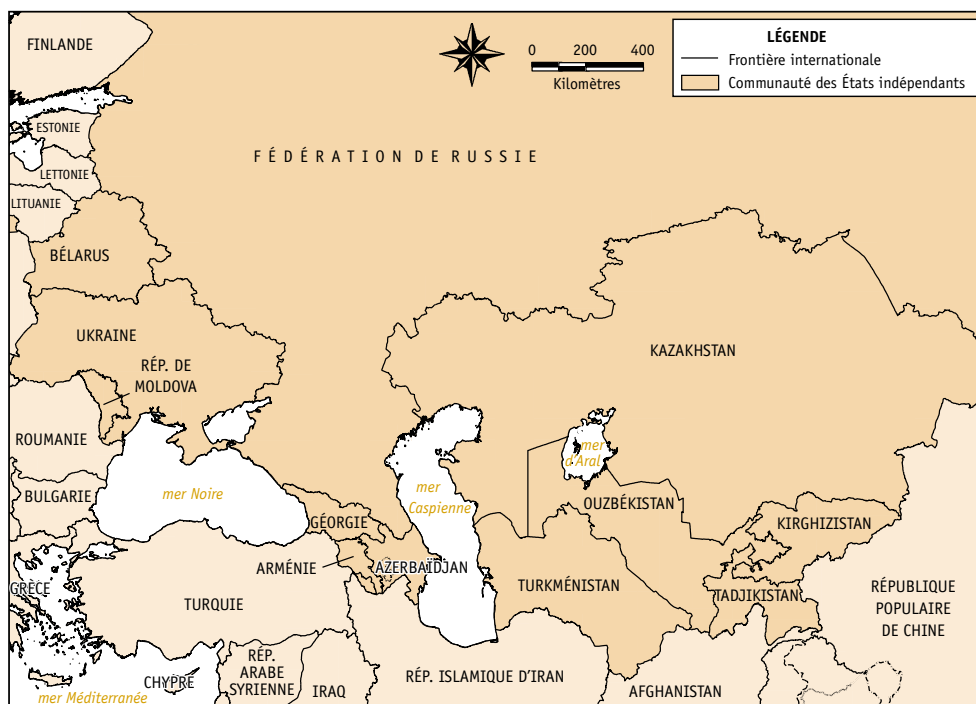 FINLANDE
0 200 400
Kilomètres
LÉGENDE
Frontière internationale
Communauté des États indépendants
ESTONIE
LETTONIE
LITUANIE
FÉDÉRATION DE RUSSIE
BÉLARUS
UKRAINE
RÉP. DE
MOLDOVA
KAZAKHSTAN
ROUMANIE
BULGARIE
mer Noire
mer
Caspienne
mer
d'Aral
OUZBÉKISTAN
KIRGHIZISTAN
GÉORGIE
ARMÉNIE
AZERBAÏDJAN
TURKMÉNISTAN
TADJIKISTAN
GRÈCE
TURQUIE
RÉPUBLIQUE
POPULAIRE
DE CHINE
CHYPRE
mer Méditerranée
RÉP.
ARABE
SYRIENNE
IRAQ
RÉP. ISLAMIQUE D'IRAN
AFGHANISTAN